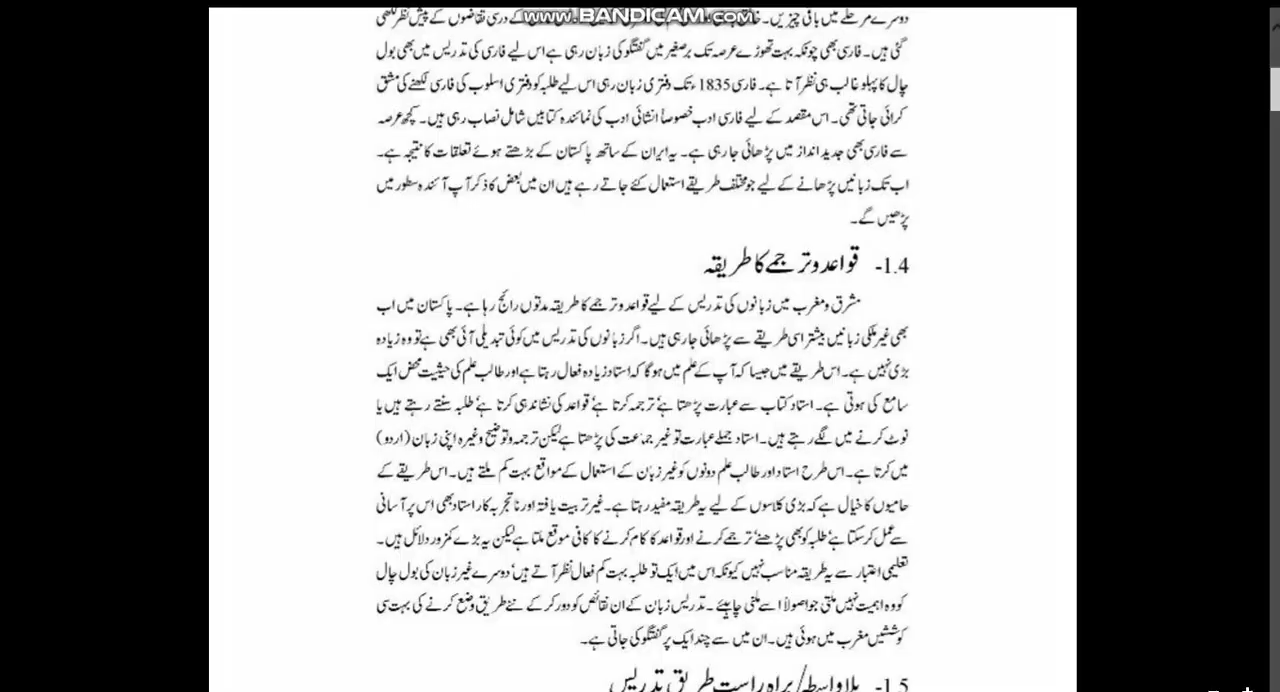 www.BANDICAM.com
دوسرے مرحلے میں باقی چیزیں۔ کے درسی تقاضوں کے پیش نظر لکھی
گئی ہیں۔ فارسی بھی چونکہ بہت تھوڑے عرصہ تک برصغیر میں گفتگو کی زبان رہی ہے اس لیے فارسی کی تدریس میں بھی بول
چال کا پہلو غالب ہی نظر آتا ہے۔ فارسی 1835ء تک دفتری زبان رہی اس لیے طلبہ کو دفتری اسلوب کی فارسی لکھنے کی مشق
کرائی جاتی تھی۔ اس مقصد کے لیے فارسی ادب خصوصاً انشائی ادب کی نمائندہ کتابیں شامل نصاب رہی ہیں۔ کچھ عرصہ
سے فارسی بھی جدید انداز میں پڑھائی جا رہی ہے۔ یہ ایران کے ساتھ پاکستان کے بڑھتے ہوئے تعلقات کا نتیجہ ہے۔
اب تک زبانیں پڑھانے کے لیے جو مختلف طریقے استعمال کئے جاتے رہے ہیں ان میں بعض کا ذکر آپ آئندہ سطور میں
پڑھیں گے۔
1.4- قواعد و ترجمے کا طریقہ
مشرق و مغرب میں زبانوں کی تدریس کے لیے قواعد و ترجمے کا طریقہ مدتوں رائج رہا ہے۔ پاکستان میں اب
بھی غیر ملکی زبانیں بیشتر اسی طریقے سے پڑھائی جا رہی ہیں۔ اگر زبانوں کی تدریس میں کوئی تبدیلی آئی بھی ہے تو وہ زیادہ
بڑی نہیں ہے۔ اس طریقے میں جیسا کہ آپ کے علم میں ہو گا کہ استاد زیادہ فعال رہتا ہے اور طالب علم کی حیثیت محض ایک
سامع کی ہوتی ہے۔ استاد کتاب سے عبارت پڑھتا ہے' ترجمہ کرتا ہے' قواعد کی نشاندہی کرتا ہے' طلبہ سنتے رہتے ہیں یا
نوٹ کرنے میں لگے رہتے ہیں۔ استاد جملے عبارت تو غیر جماعت کی پڑھتا ہے لیکن ترجمہ و توضیح وغیرہ اپنی زبان (اردو)
میں کرتا ہے۔ اس طرح استاد اور طالب علم دونوں کو غیر زبان کے استعمال کے مواقع بہت کم ملتے ہیں۔ اس طریقے کے
حامیوں کا خیال ہے کہ بڑی کلاسوں کے لیے یہ طریقہ مفید رہتا ہے۔ غیر تربیت یافتہ اور ناتجربہ کار استاد بھی اس پر آسانی
سے عمل کر سکتا ہے' طلبہ کو بھی پڑھنے' ترجمے کرنے اور قواعد کا کام کرنے کا کافی موقع ملتا ہے لیکن یہ بڑے کمزور دلائل ہیں۔
تعلیمی اعتبار سے یہ طریقہ مناسب نہیں کیونکہ اس میں ایک تو طلبہ بہت کم فعال نظر آتے ہیں' دوسرے غیر زبان کی بول چال
کو وہ اہمیت نہیں ملتی جو اصولاً اسے ملنی چاہیئے۔ تدریس زبان کے ان نقائص کو دور کر کے نئے طریق وضع کرنے کی بہت سی
کوششیں مغرب میں ہوئی ہیں۔ ان میں سے چند ایک پر گفتگو کی جاتی ہے۔
1.5- بلا واسطہ/براہ راست طریق تدریس